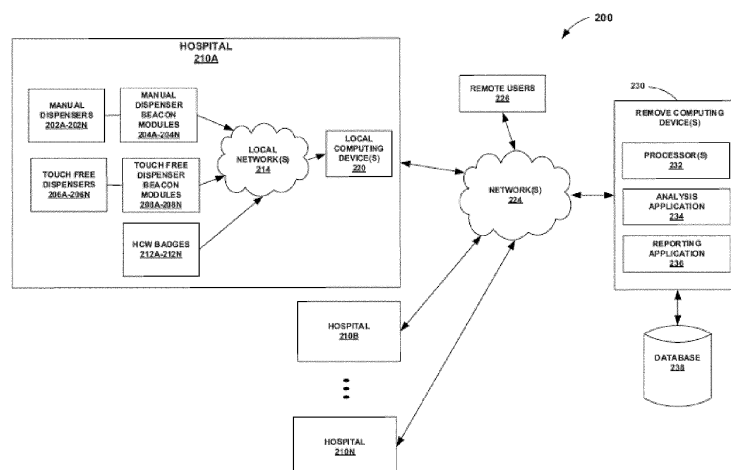 200
HOSPITAL
210A
MANUAL
DISPENSERS
202A-202N
MANUAL
DISPENSER
BEACON
MODULES
204A-204N
TOUCH FREE
DISPENSERS
206A-206N
TOUCH FREE
DISPENSER
BEACON
MODULES
208A-208N
HCW BADGES
212A-212N
LOCAL
NETWORK(S)
214
LOCAL
COMPUTING
DEVICE(S)
220
REMOTE USERS
226
NETWORK(S)
224
230
REMOVE COMPUTING
DEVICE(S)
PROCESSOR(S)
232
ANALYSIS
APPLICATION
234
REPORTING
APPLICATION
236
DATABASE
238
HOSPITAL
210B
HOSPITAL
210N